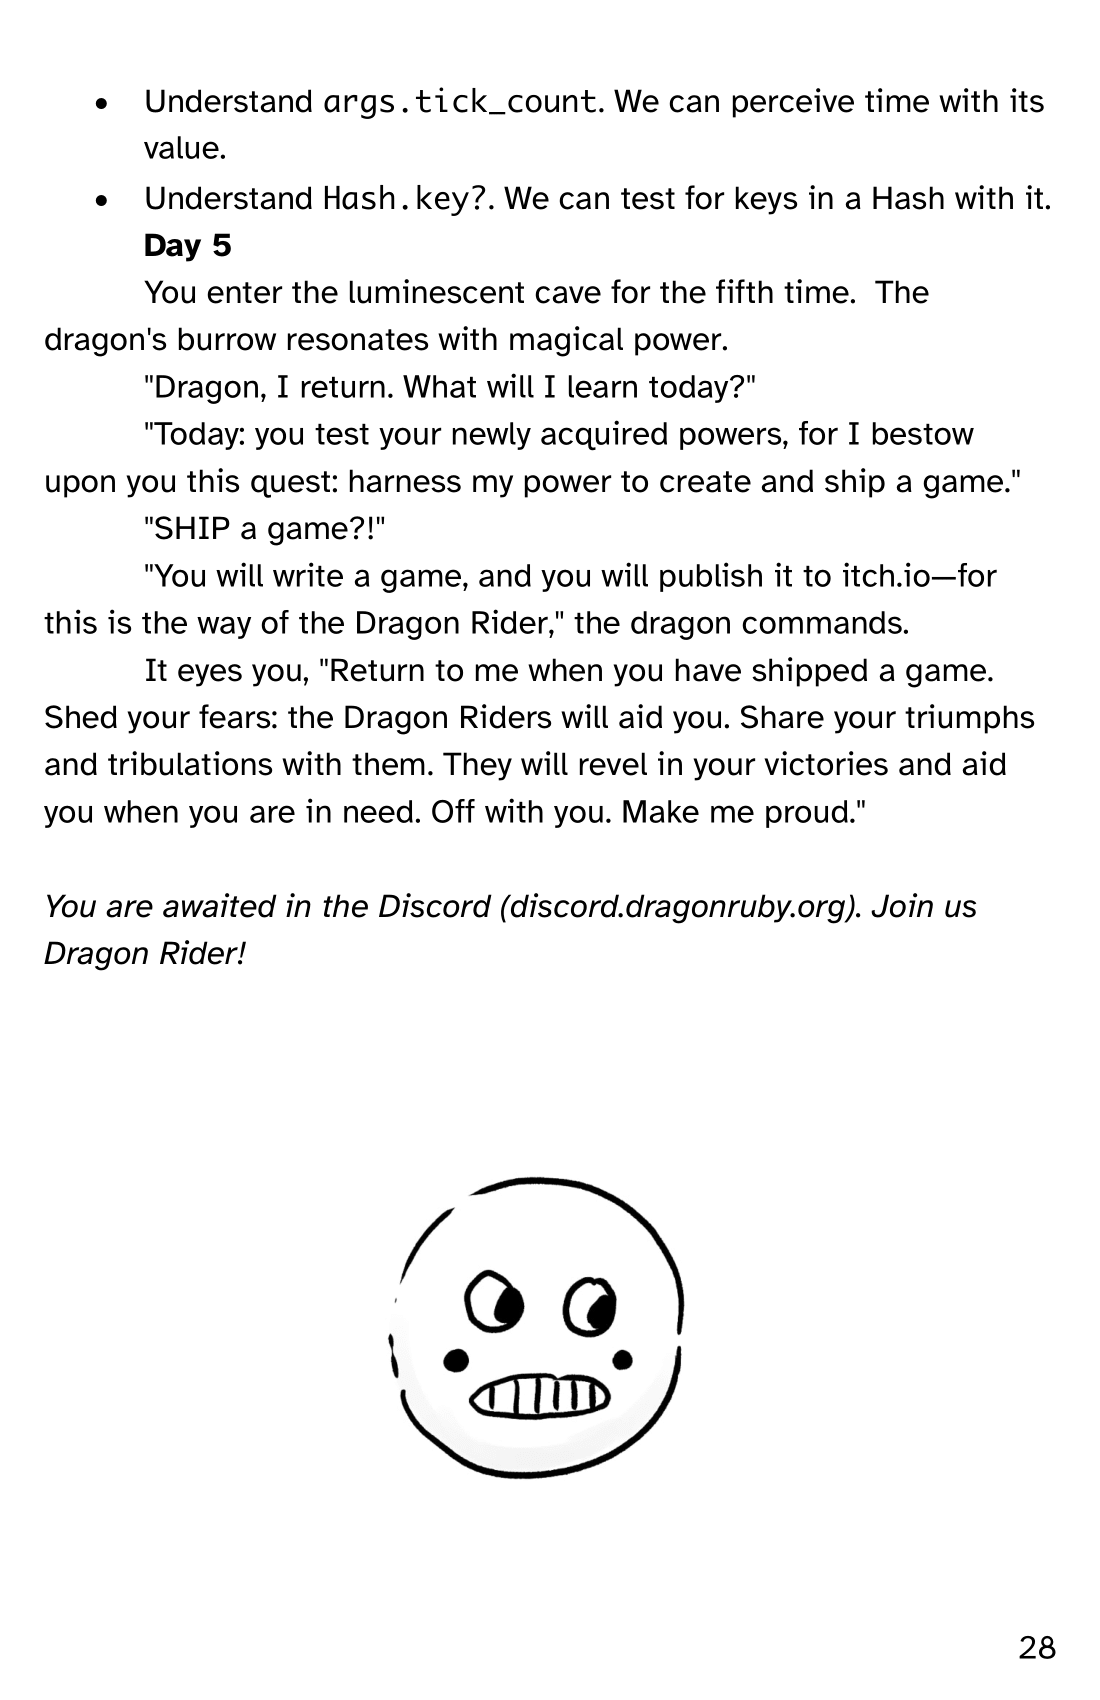 • Understand args.tick_count. We can perceive time with its
value.
• Understand Hash.key?. We can test for keys in a Hash with it.
Day 5
You enter the luminescent cave for the fifth time.  The
dragon's burrow resonates with magical power.
"Dragon, I return. What will I learn today?"
"Today: you test your newly acquired powers, for I bestow
upon you this quest: harness my power to create and ship a game."
"SHIP a game?!"
"You will write a game, and you will publish it to itch.io—for
this is the way of the Dragon Rider," the dragon commands.
It eyes you, "Return to me when you have shipped a game.
Shed your fears: the Dragon Riders will aid you. Share your triumphs
and tribulations with them. They will revel in your victories and aid
you when you are in need. Off with you. Make me proud."
You are awaited in the Discord (discord.dragonruby.org). Join us
Dragon Rider!
28